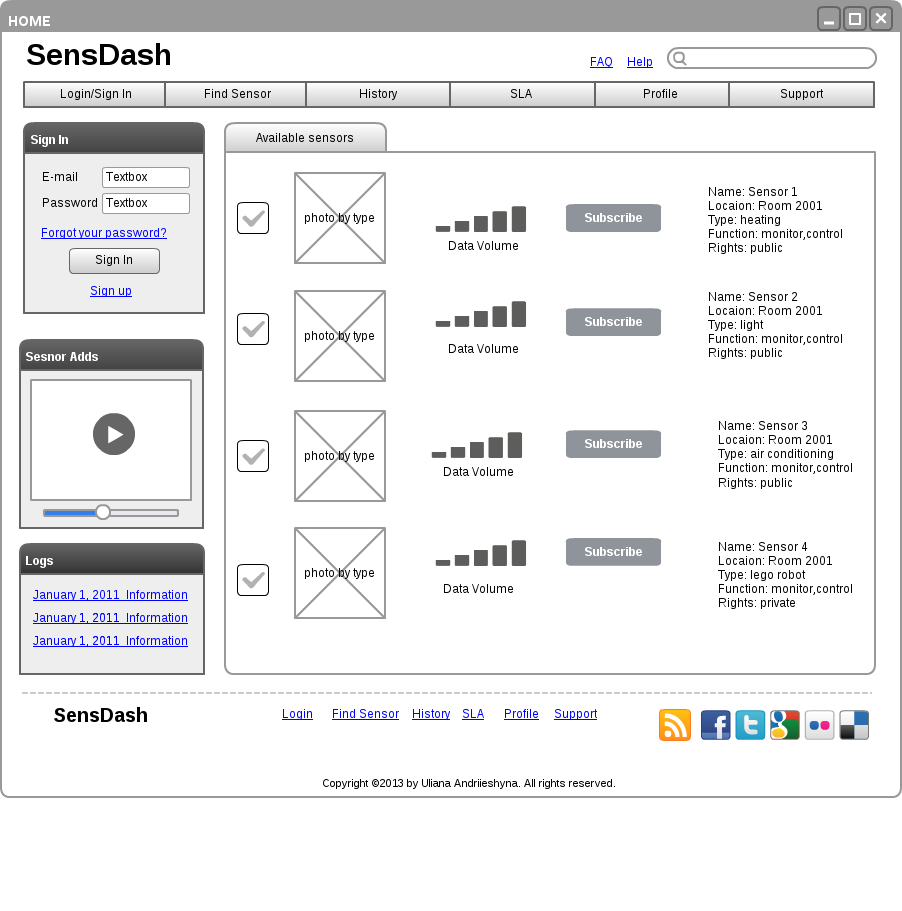 HOME
SensDash
FAQ Help
Login/Sign In Find Sensor History SLA Profile Support
Sign In
E-mail Textbox
Password Textbox
Forgot your password?
Sign In
Sign up
Sesnor Adds
Logs
January 1, 2011 Information
January 1, 2011 Information
January 1, 2011 Information
Available sensors
photo by type
Data Volume
Subscribe
Name: Sensor 1
Locaion: Room 2001
Type: heating
Function: monitor,control
Rights: public
photo by type
Data Volume
Subscribe
Name: Sensor 2
Locaion: Room 2001
Type: light
Function: monitor,control
Rights: public
photo by type
Data Volume
Subscribe
Name: Sensor 3
Locaion: Room 2001
Type: air conditioning
Function: monitor,control
Rights: public
photo by type
Data Volume
Subscribe
Name: Sensor 4
Locaion: Room 2001
Type: lego robot
Function: monitor,control
Rights: private
SensDash
Login Find Sensor History SLA Profile Support
Copyright ©2013 by Uliana Andriieshyna. All rights reserved.